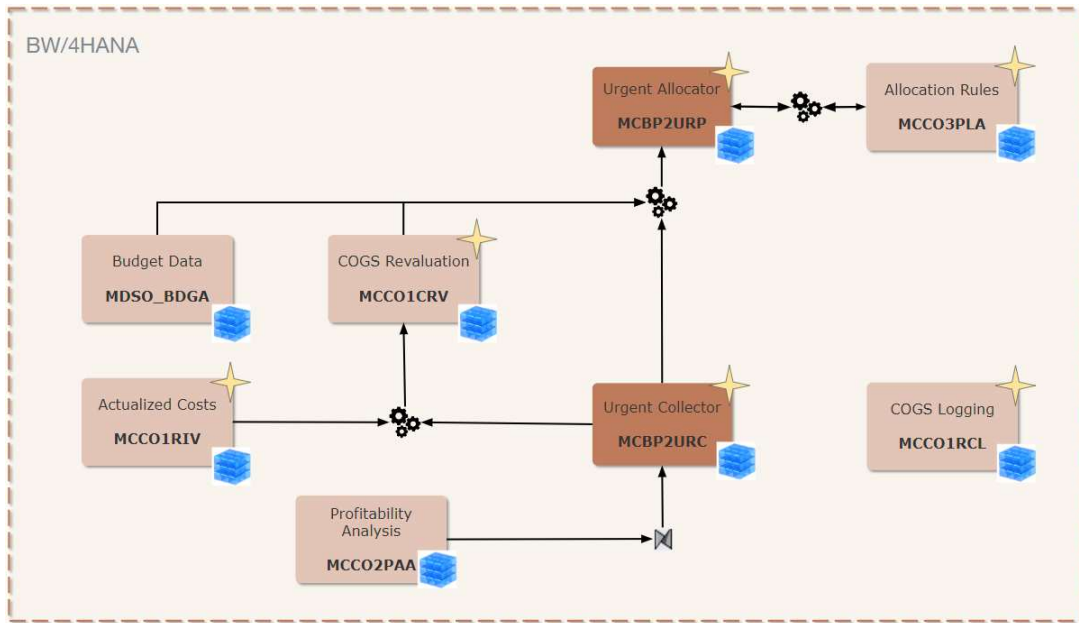 BW/4HANA
Urgent Allocator
MCBP2URP
Allocation Rules
MCCO3PLA
Budget Data
MDSO_BDGA
COGS Revaluation
MCCO1CRV
Actualized Costs
MCCO1RIV
Urgent Collector
MCBP2URC
COGS Logging
MCCO1RCL
Profitability
Analysis
MCCO2PAA